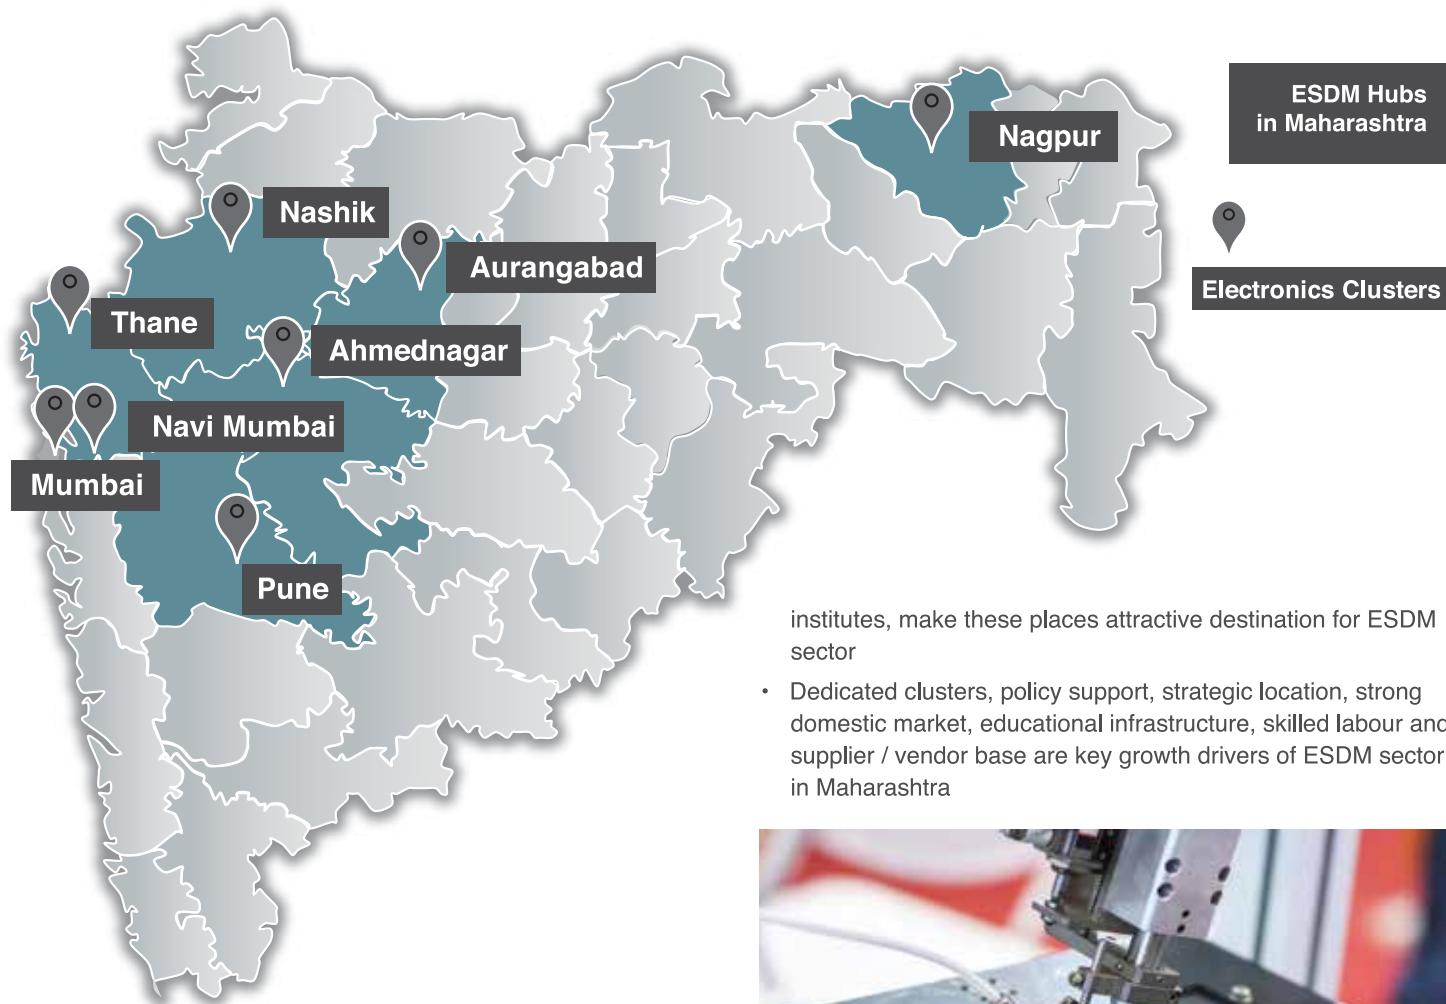 ESDM Hubs
in Maharashtra
Nagpur
Nashik
Aurangabad
Electronics Clusters
Thane
Ahmednagar
Navi Mumbai
Mumbai
Pune
institutes, make these places attractive destination for ESDM
sector
• Dedicated clusters, policy support, strategic location, strong
domestic market, educational infrastructure, skilled labour and
supplier / vendor base are key growth drivers of ESDM sector
in Maharashtra